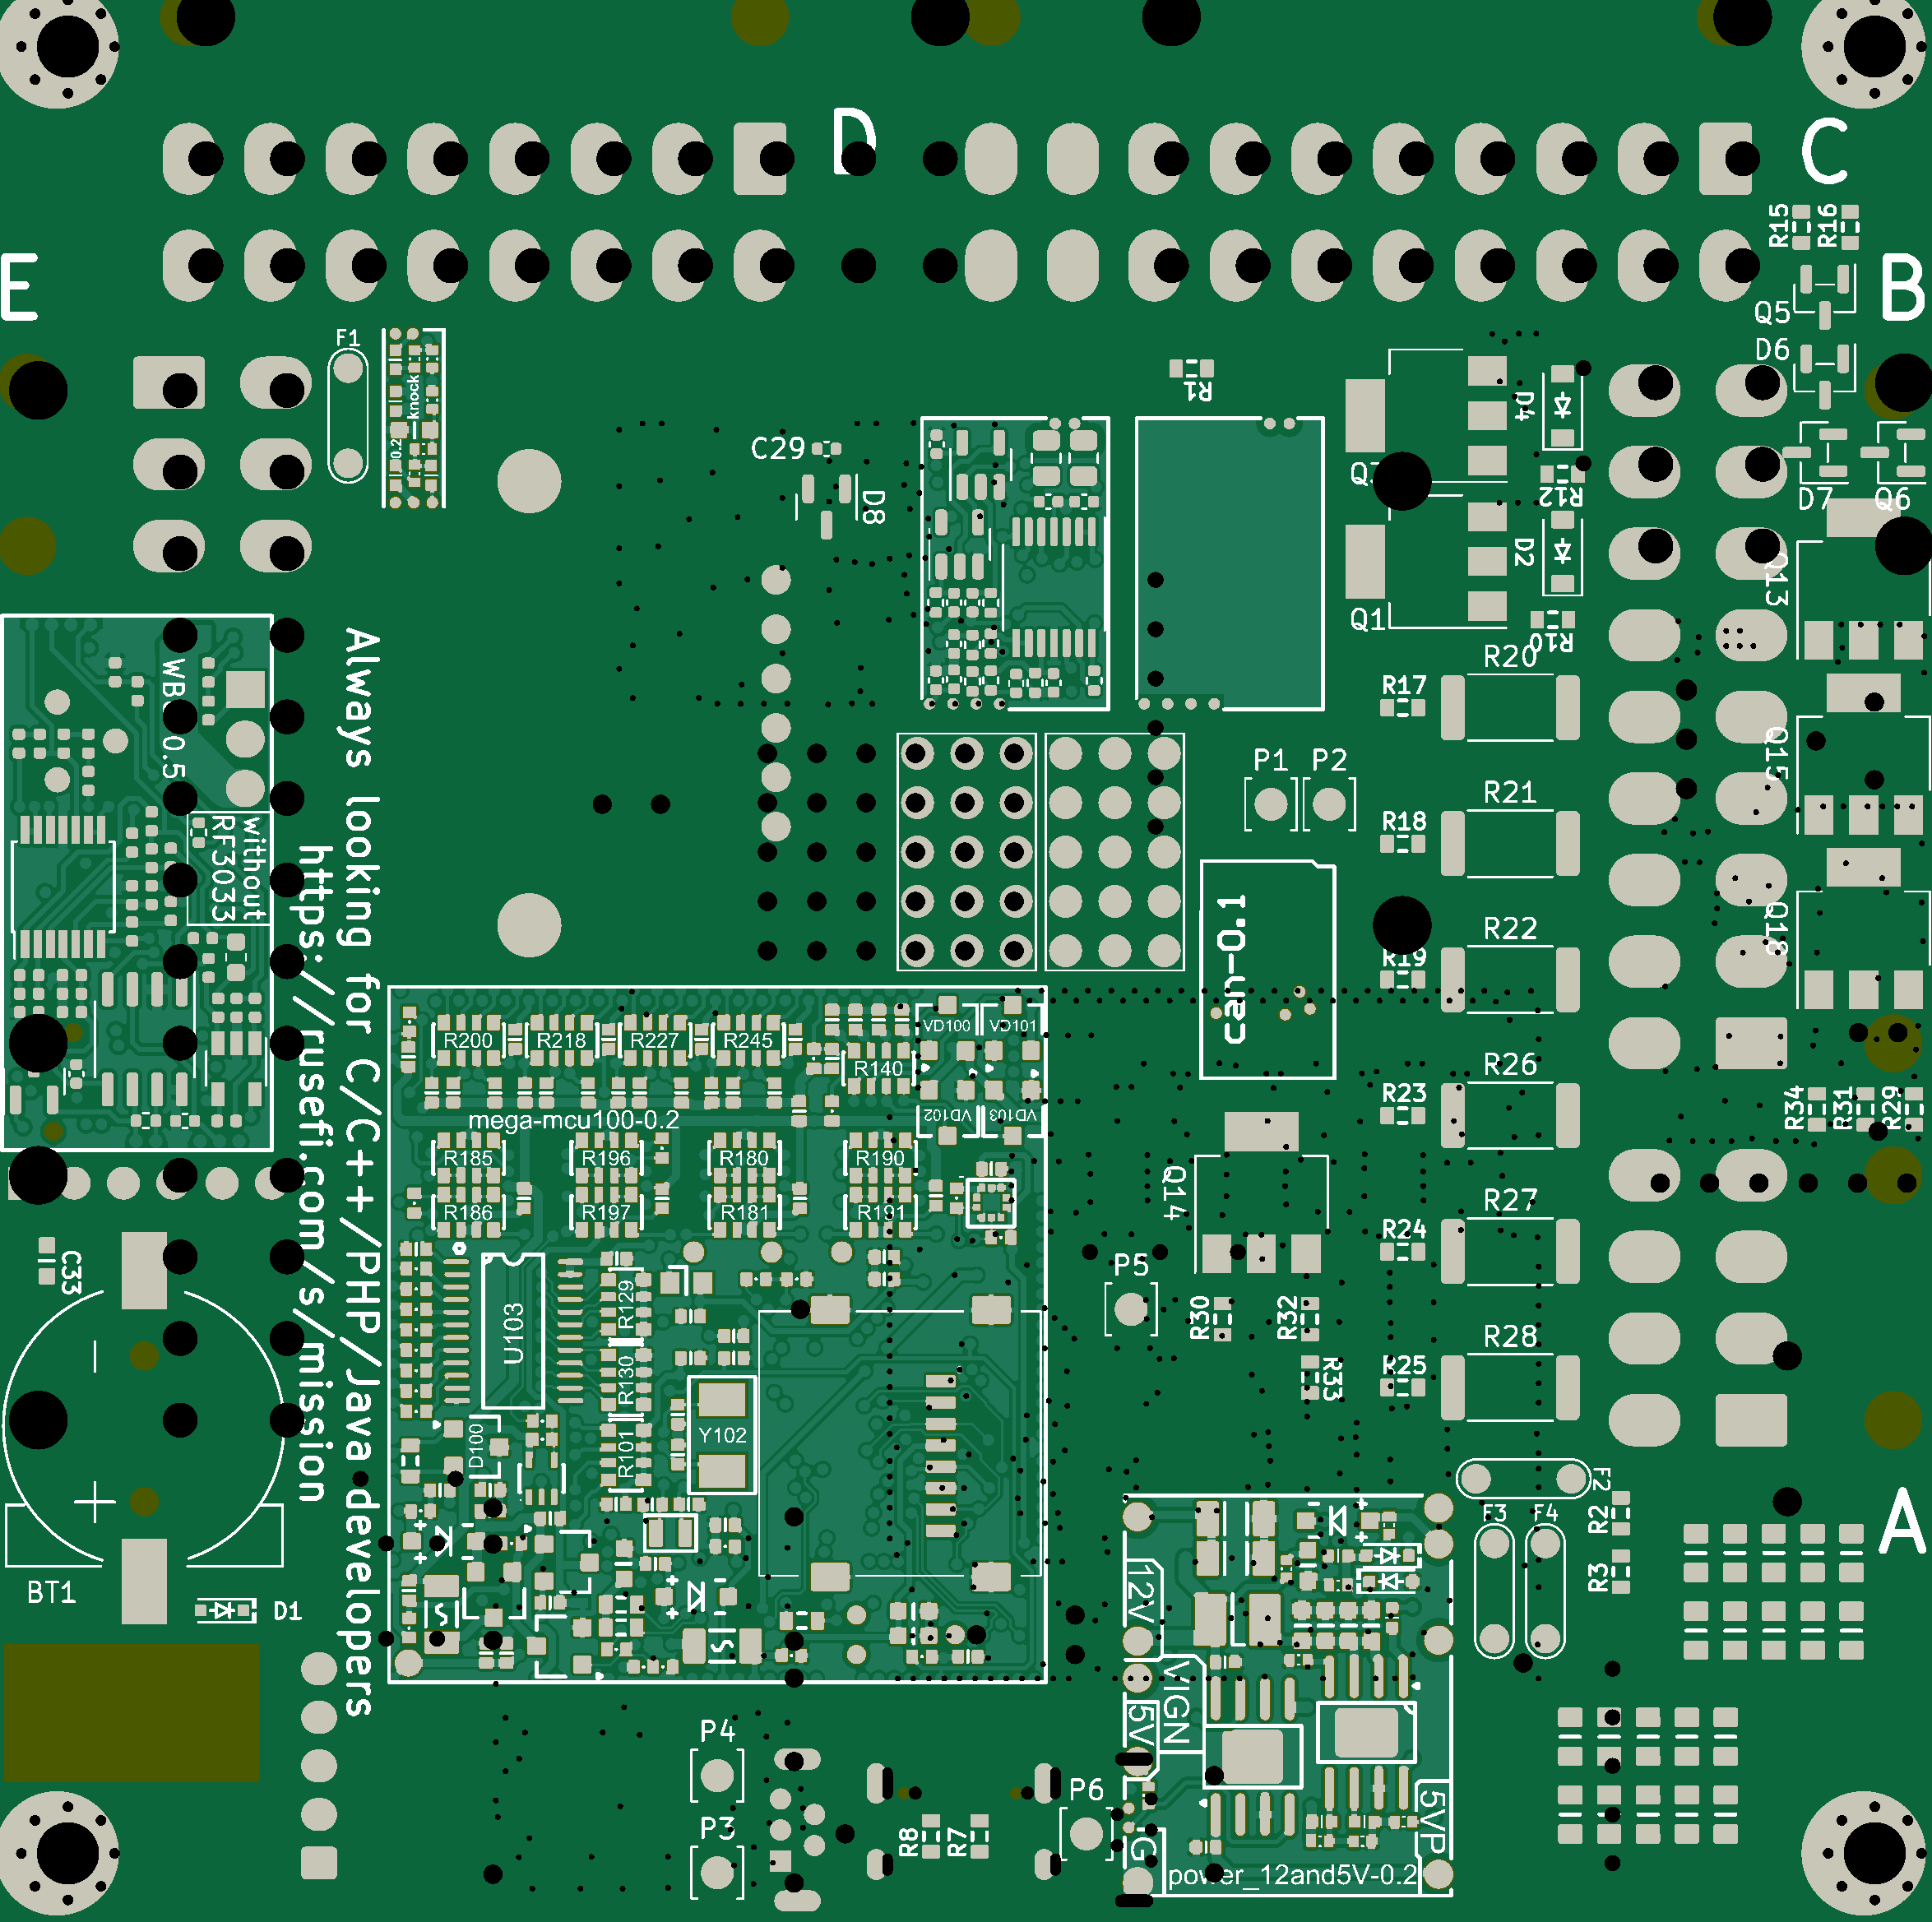 D
C
R15
R16
E
B
Q5
F1
D6
R1
knock
0.2
D4
C29
R12
D7
Q6
D8
D2
Q13
Q1
R10
R20
R17
WB
0.5
Q15
P1
P2
R21
R18
without
RF3033
can-0.1
Q18
R22
R19
Always looking for C/C++/PHP/Java developers
https://rusefi.com/s/mission
R200
R218
R227
R245
VD100
VD101
R140
R26
mega-mcu100-0.2
VD102
VD103
R23
R34
R31
R29
R185
R196
R180
R190
Q14
R186
R197
R181
R191
R27
R24
C33
P5
U103
R129
R30
R32
R28
R130
R33
R25
D100
R101
Y102
F2
F3
F4
R2
A
12V
R3
BT1
D1
VIGN
5V
P4
P6
5VP
P3
R8
R7
G
power_12and5V-0.2